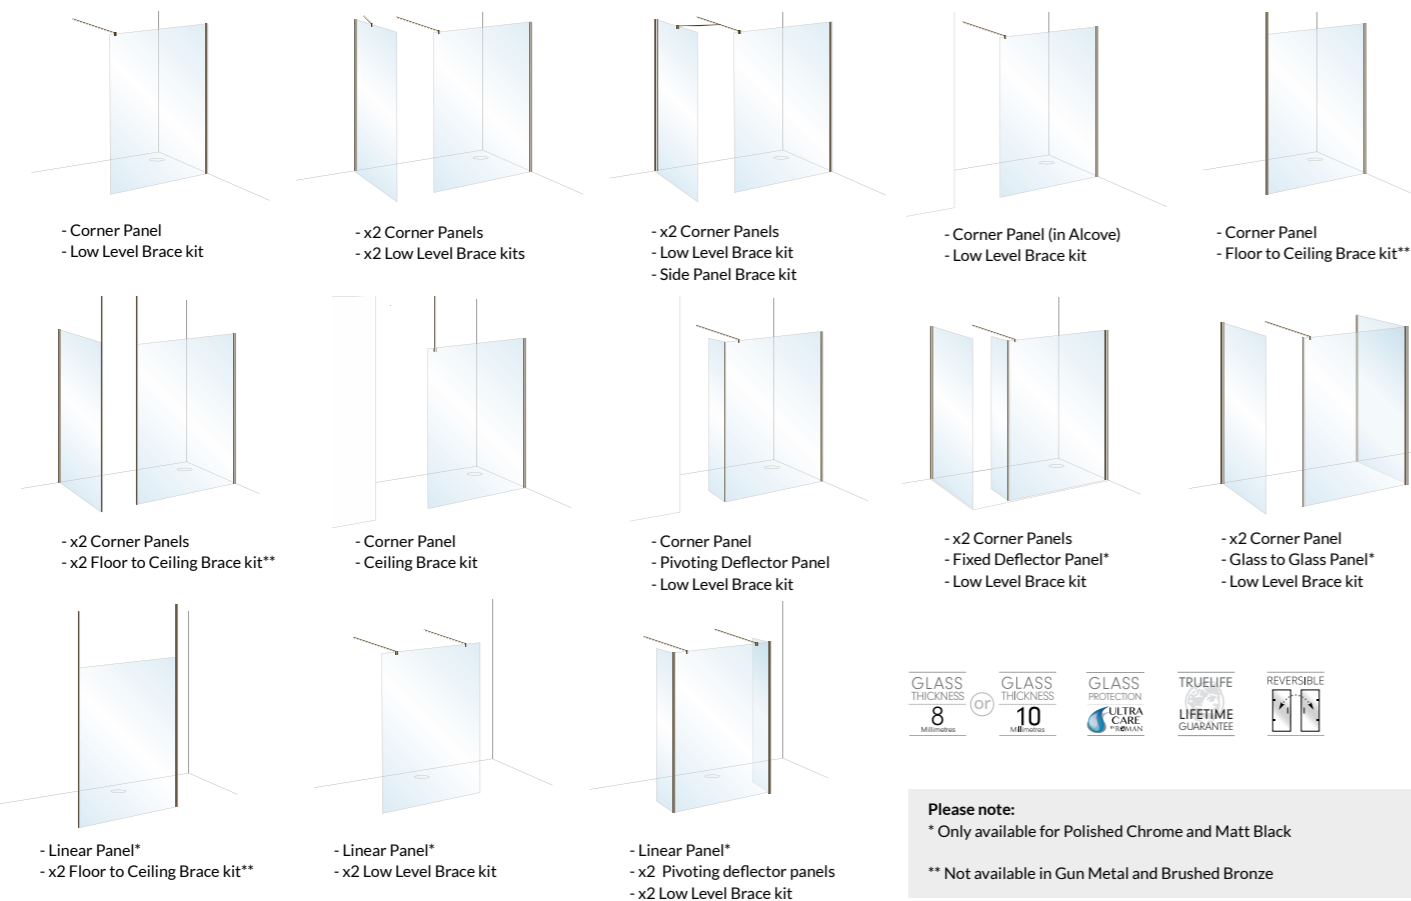 - Corner Panel
- Low Level Brace kit
- x2 Corner Panels
- x2 Low Level Brace kits
- x2 Corner Panels
- Low Level Brace kit
- Side Panel Brace kit
- Corner Panel (in Alcove)
- Low Level Brace kit
- Corner Panel
- Floor to Ceiling Brace kit**
- x2 Corner Panels
- x2 Floor to Ceiling Brace kit**
- Corner Panel
- Ceiling Brace kit
- Corner Panel
- Pivoting Deflector Panel
- Low Level Brace kit
- x2 Corner Panels
- Fixed Deflector Panel*
- Low Level Brace kit
- x2 Corner Panel
- Glass to Glass Panel*
- Low Level Brace kit
- Linear Panel*
- x2 Floor to Ceiling Brace kit**
- Linear Panel*
- x2 Low Level Brace kit
- Linear Panel*
- x2 Pivoting deflector panels
- x2 Low Level Brace kit
GLASS
THICKNESS
8
Millimetres
or
GLASS
THICKNESS
10
Millimetres
GLASS
PROTECTION
ULTRA
CARE
BY ROMAN
TRUELIFE
LIFETIME
GUARANTEE
REVERSIBLE
Please note:
* Only available for Polished Chrome and Matt Black
** Not available in Gun Metal and Brushed Bronze